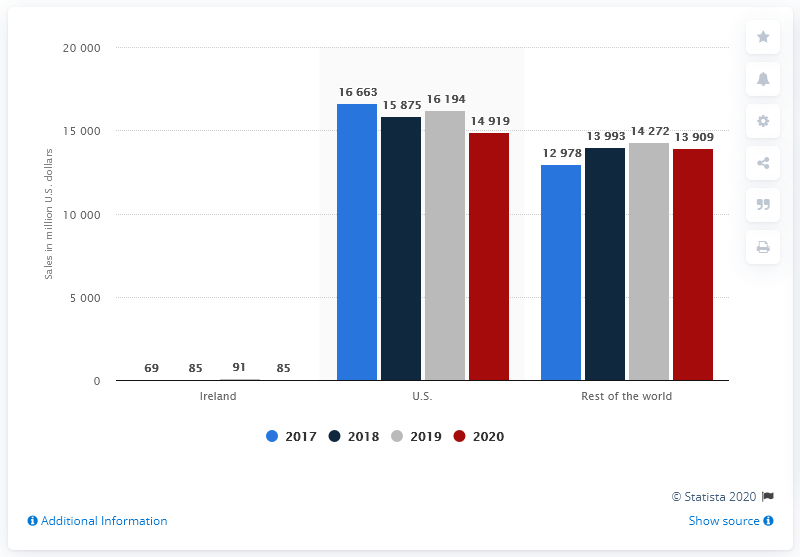 20 000
15 000
10 000
5 000
0
Sales in million U.S. dollars
69 85 91 85
16 663 15 875 16 194 14 919
12 978 13 993 14 272 13 909
Ireland U.S. Rest of the world
2017 2018 2019 2020
© Statista 2020
Additional Information Show source